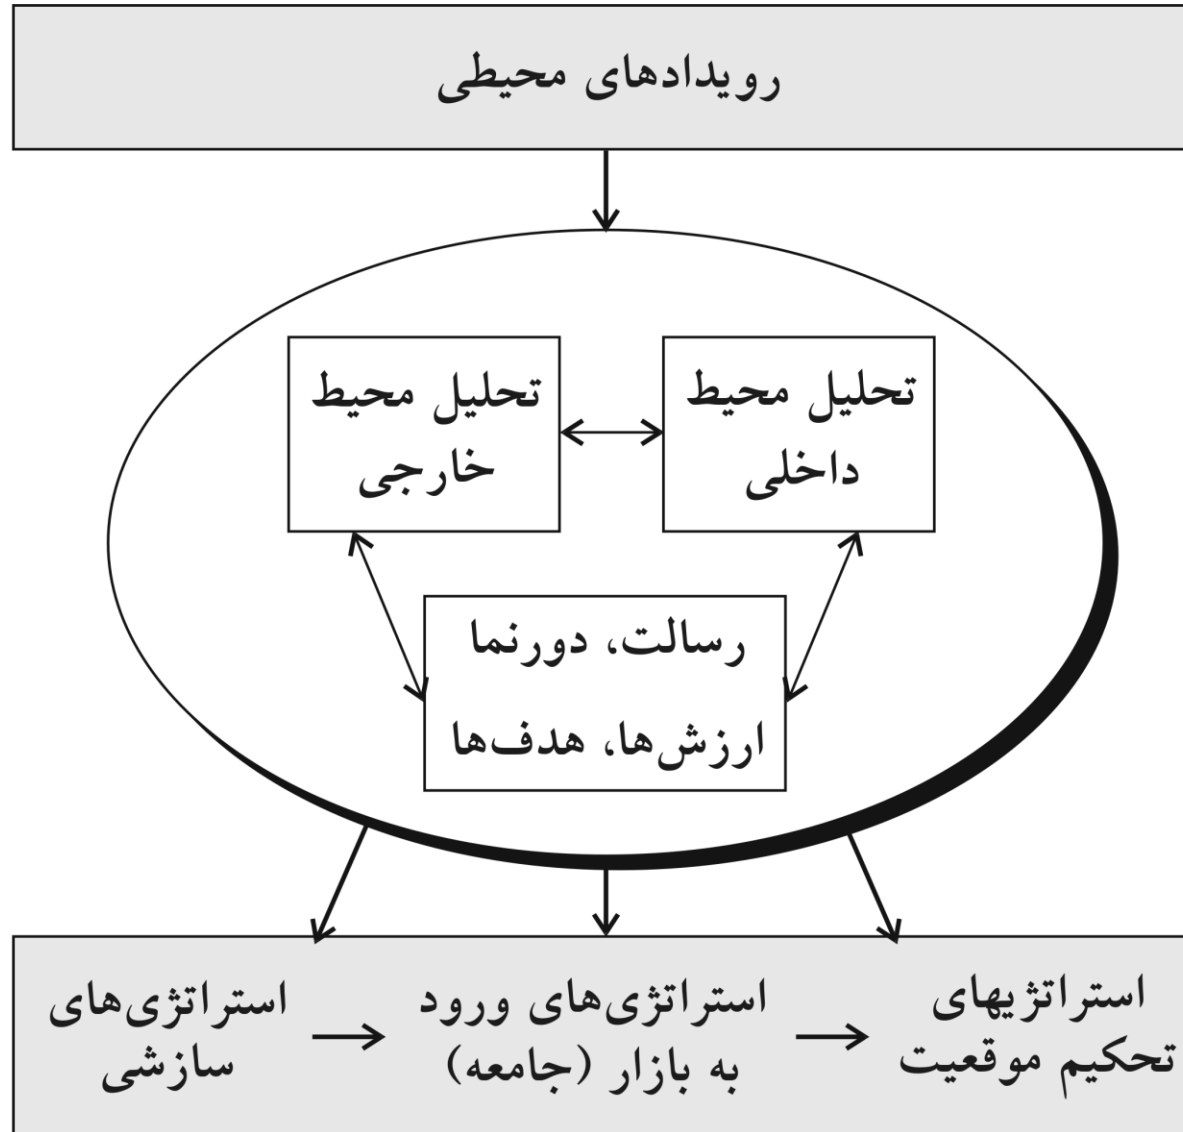 رویدادهای محیطی
تحلیل محیط
داخلی
تحلیل محیط
خارجی
رسالت، دورنما
ارزش‌ها، هدف‌ها
استراتژیهای
تحکیم موقعیت
استراتژی‌های ورود
به بازار (جامعه)
استراتژی‌های
سازشی